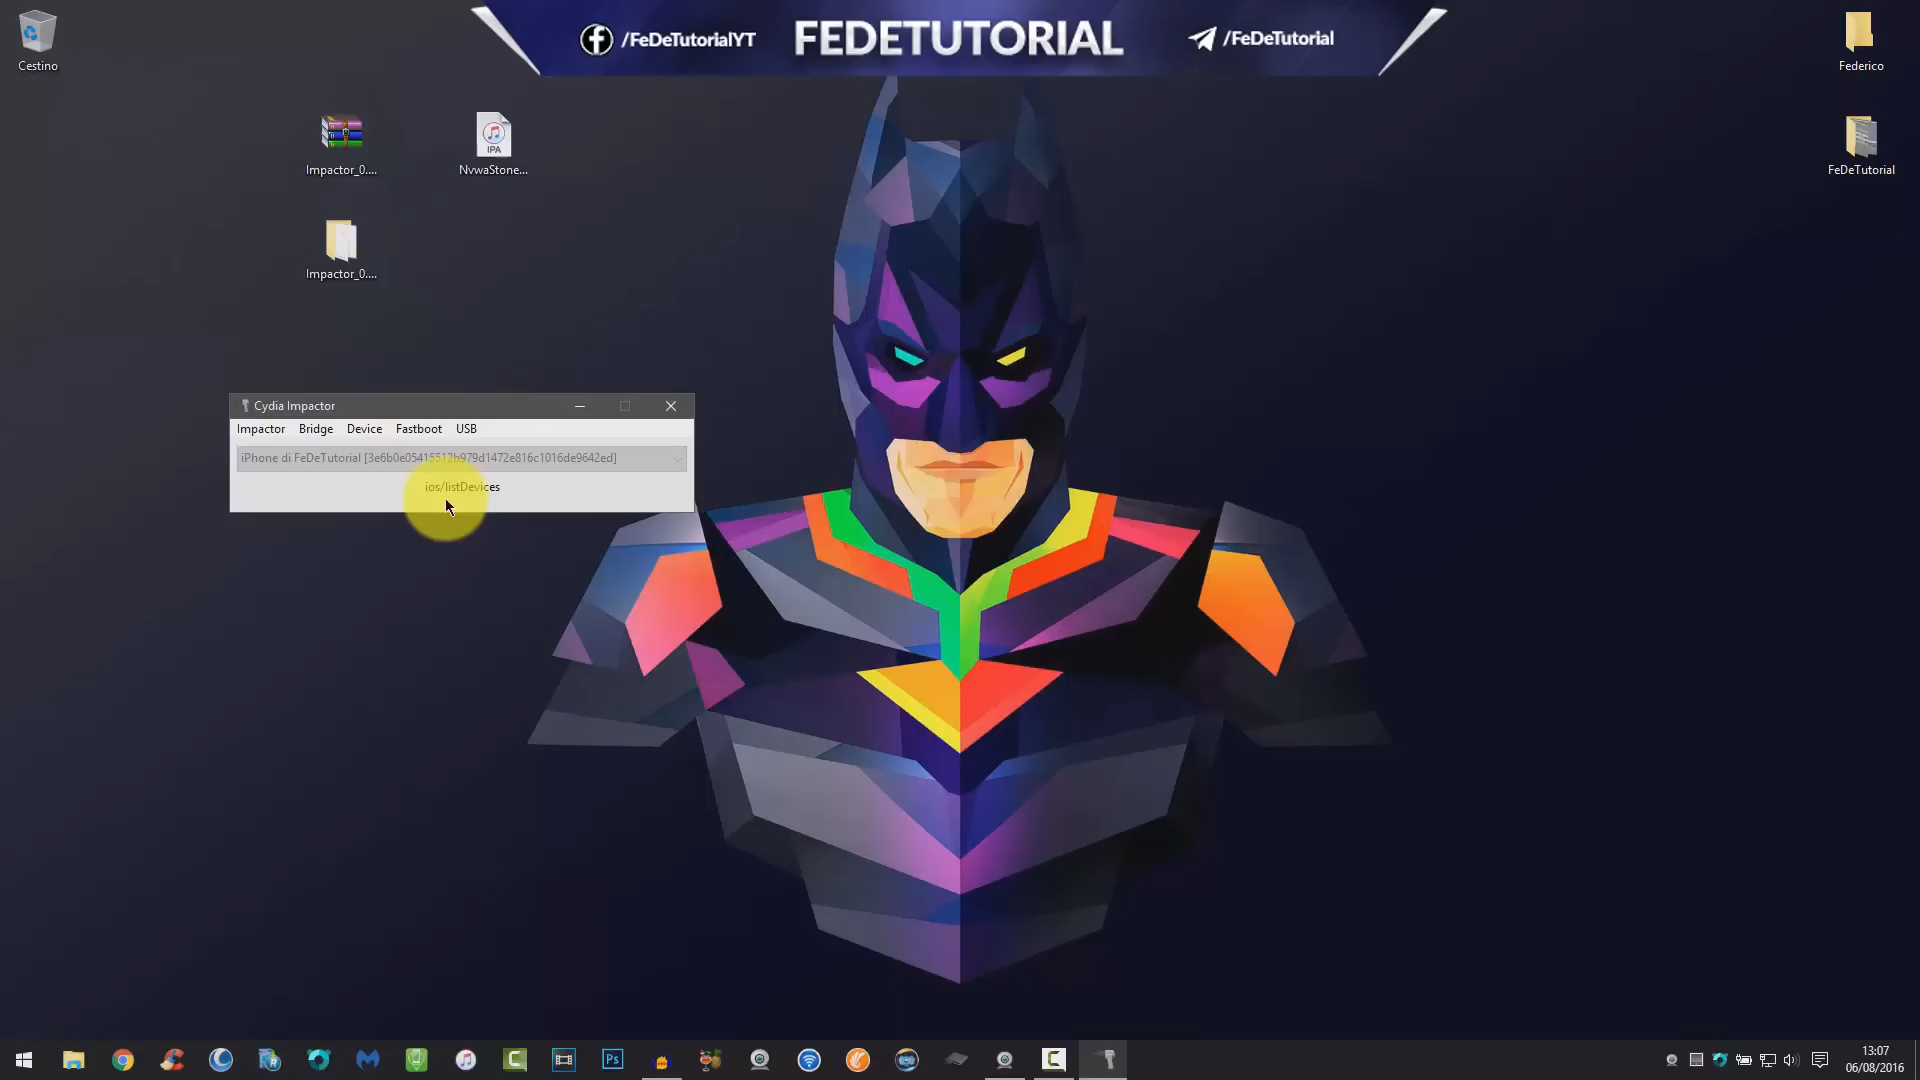 /FeDeTutorialYT
FEDETUTORIAL
/FeDeTutorial
Cestino
Federico
Impactor_0....
IPA
NvwaStone...
FeDeTutorial
Impactor_0....
Cydia Impactor
Impactor Bridge Device Fastboot USB
iPhone di FeDeTutorial [3e6b0e05415512b979d1472e816c1016de9642ed]
ios/listDevices
Ps
13:07
06/08/2016